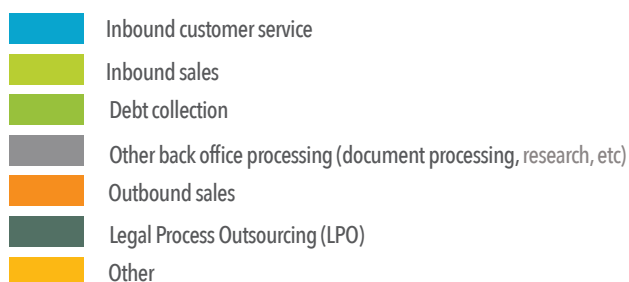 Inbound customer service
Inbound sales
Debt collection
Other back office processing (document processing, research, etc)
Outbound sales
Legal Process Outsourcing (LPO)
Other